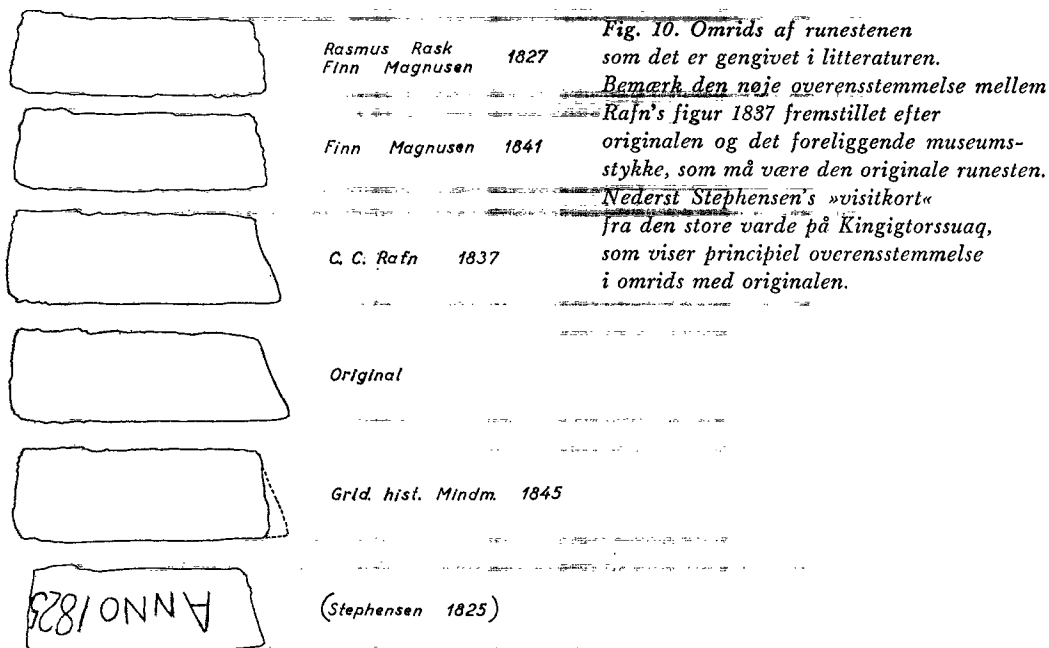 Fig. 10. Omrids af runestenen
som det er gengivet i litteraturen.
Bemærk den nøje overensstemmelse mellem
Rafn's figur 1837 fremstillet efter
originalen og det foreliggende museums-
stykke, som må være den originale runesten.
Nederst Stephensen's »visitkort«
fra den store varde på Kingigtorssuaq,
som viser principiel overensstemmelse
i omrids med originalen.
Rasmus Rask
Finn Magnusen 1827
Finn Magnusen 1841
C. C. Rafn 1837
Original
Grld. hist. Mindm. 1845
ANNO 1825
(Stephensen 1825)